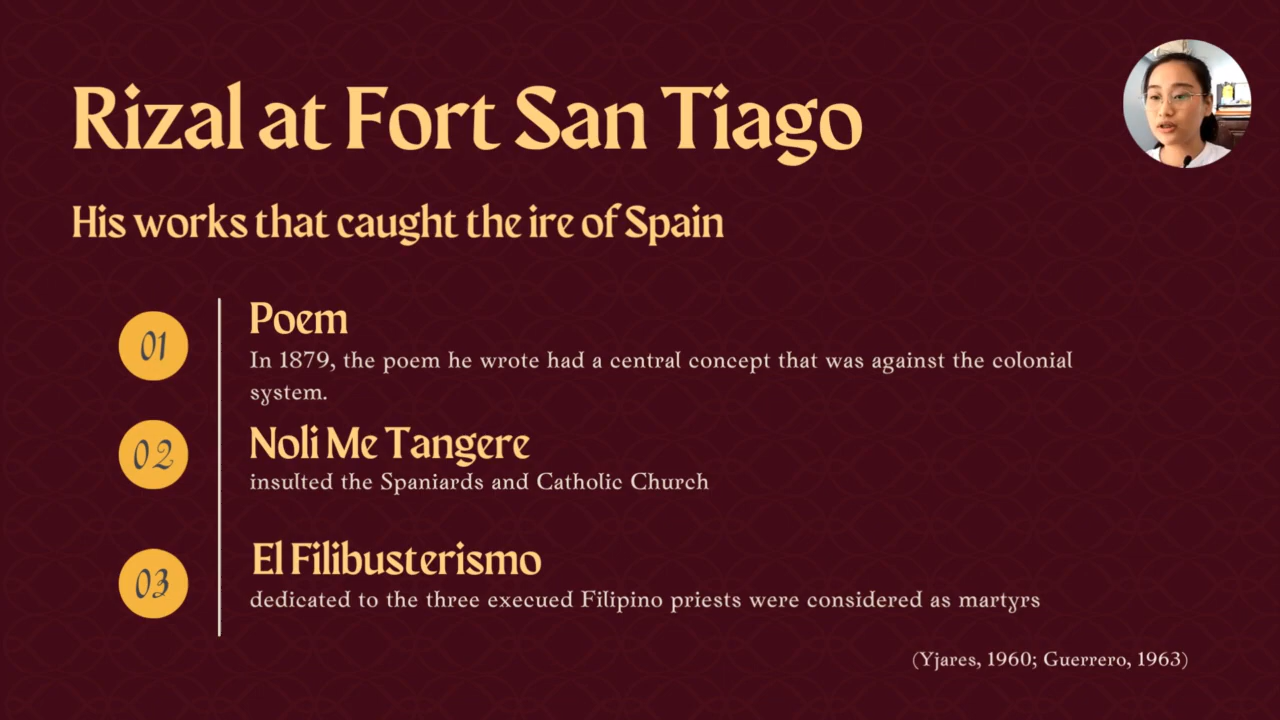 Rizal at Fort San Tiago
His works that caught the ire of Spain
01
Poem
In 1879, the poem he wrote had a central concept that was against the colonial
system.
02
Noli Me Tangere
insulted the Spaniards and Catholic Church
03
El Filibusterismo
dedicated to the three execued Filipino priests were considered as martyrs
(Yjares, 1960; Guerrero, 1963)